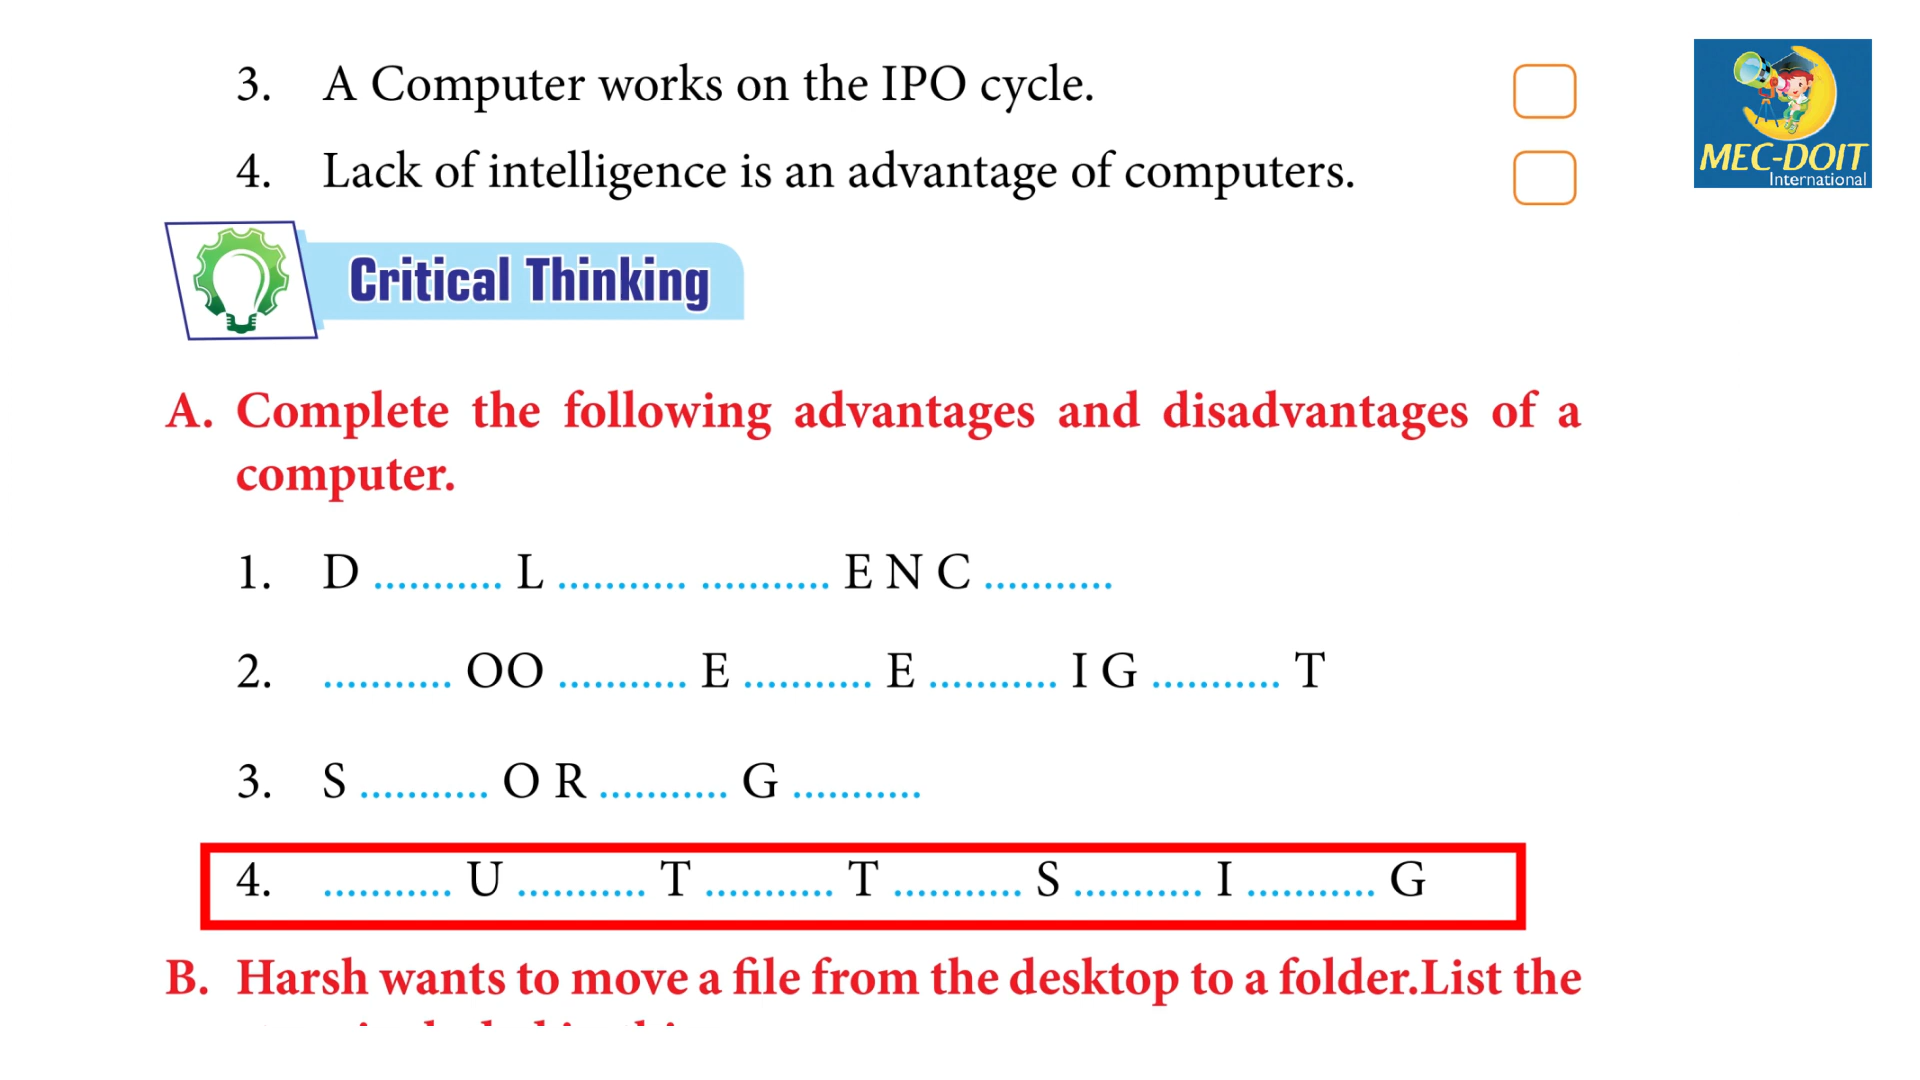 3. A Computer works on the IPO cycle.
4. Lack of intelligence is an advantage of computers.
MEC-DOIT
International
Critical Thinking
A. Complete the following advantages and disadvantages of a
computer.
1. D ........... L ........... ........... E N C ...........
2. ........... OO ........... E ........... E ........... I G ........... T
3. S ........... O R ........... G ...........
4. ........... U ........... T ........... T ........... S ........... I ........... G
B. Harsh wants to move a file from the desktop to a folder.List the